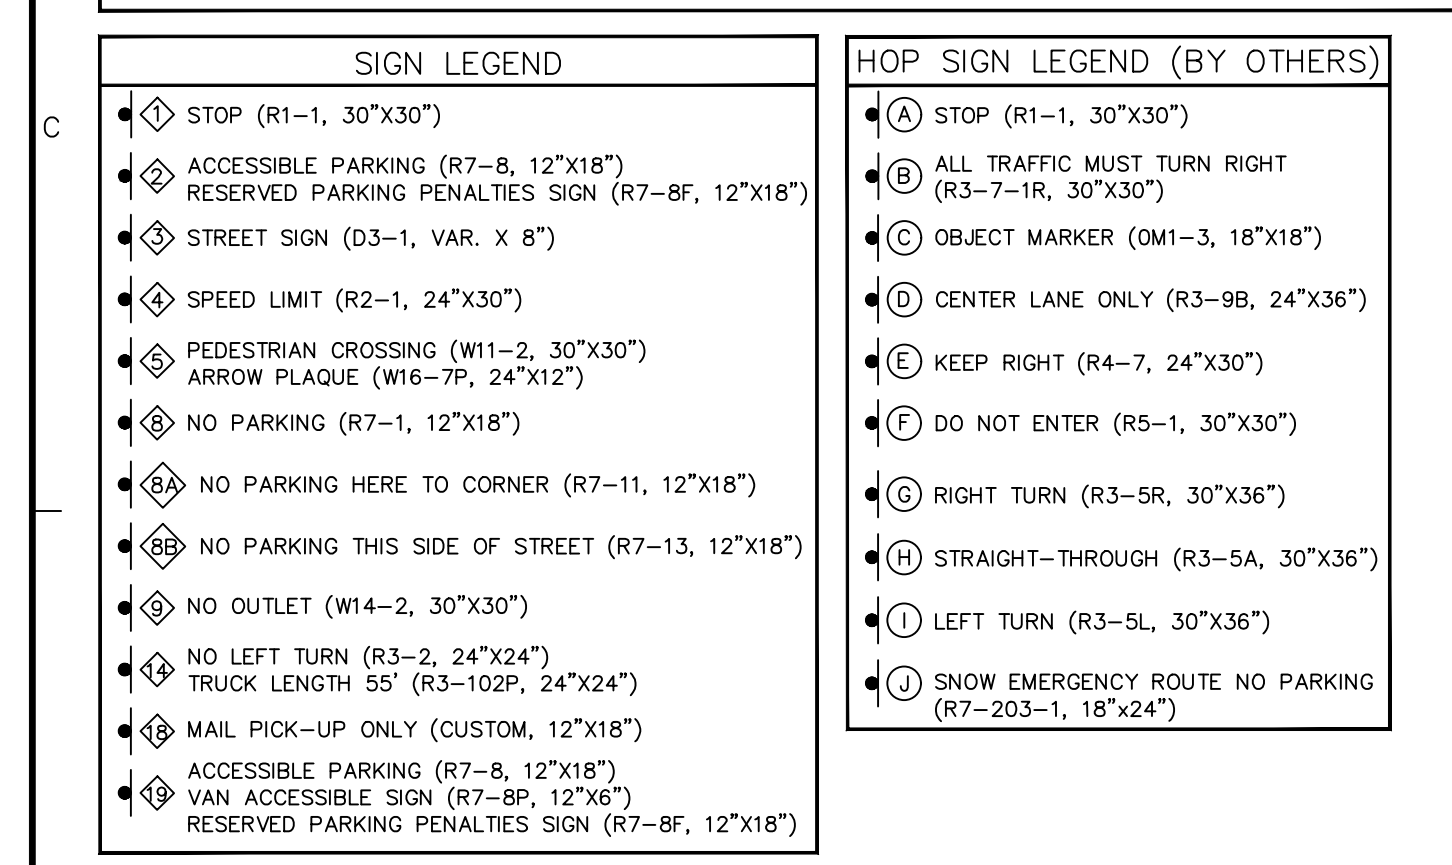 C
SIGN LEGEND
1 STOP (R1-1, 30"X30")
2 ACCESSIBLE PARKING (R7-8, 12"X18")
RESERVED PARKING PENALTIES SIGN (R7-8F, 12"X18")
3 STREET SIGN (D3-1, VAR. X 8")
4 SPEED LIMIT (R2-1, 24"X30")
5 PEDESTRIAN CROSSING (W11-2, 30"X30")
ARROW PLAQUE (W16-7P, 24"X12")
8 NO PARKING (R7-1, 12"X18")
8A NO PARKING HERE TO CORNER (R7-11, 12"X18")
8B NO PARKING THIS SIDE OF STREET (R7-13, 12"X18")
9 NO OUTLET (W14-2, 30"X30")
14 NO LEFT TURN (R3-2, 24"X24")
TRUCK LENGTH 55' (R3-102P, 24"X24")
18 MAIL PICK-UP ONLY (CUSTOM, 12"X18")
19 ACCESSIBLE PARKING (R7-8, 12"X18")
VAN ACCESSIBLE SIGN (R7-8P, 12"X6")
RESERVED PARKING PENALTIES SIGN (R7-8F, 12"X18")
HOP SIGN LEGEND (BY OTHERS)
A STOP (R1-1, 30"X30")
B ALL TRAFFIC MUST TURN RIGHT
(R3-7-1R, 30"X30")
C OBJECT MARKER (OM1-3, 18"X18")
D CENTER LANE ONLY (R3-9B, 24"X36")
E KEEP RIGHT (R4-7, 24"X30")
F DO NOT ENTER (R5-1, 30"X30")
G RIGHT TURN (R3-5R, 30"X36")
H STRAIGHT-THROUGH (R3-5A, 30"X36")
I LEFT TURN (R3-5L, 30"X36")
J SNOW EMERGENCY ROUTE NO PARKING
(R7-203-1, 18"x24")